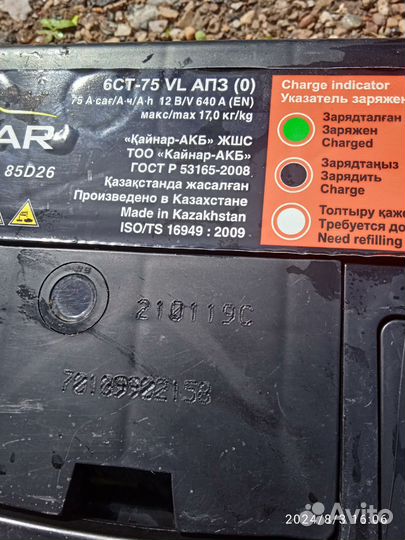 6СТ-75 VL АПЗ (0)
75 А·сағ/А·ч/A·h 12 В/V 640 А (EN)
макс/max 17,0 кг/kg
AR
«Қайнар-АКБ» ЖШС
ТОО «Кайнар-АКБ»
85D26
ГОСТ Р 53165-2008
Қазақстанда жасалған
Произведено в Казахстане
Made in Kazakhstan
ISO/TS 16949 : 2009
Charge indicator
Указатель заряжен
Зарядталған
Заряжен
Charged
Зарядтаңыз
Зарядить
Charge
Толтыру қаже
Требуется до
Need refilling
210119C
2024/8/3 16:06
Avito